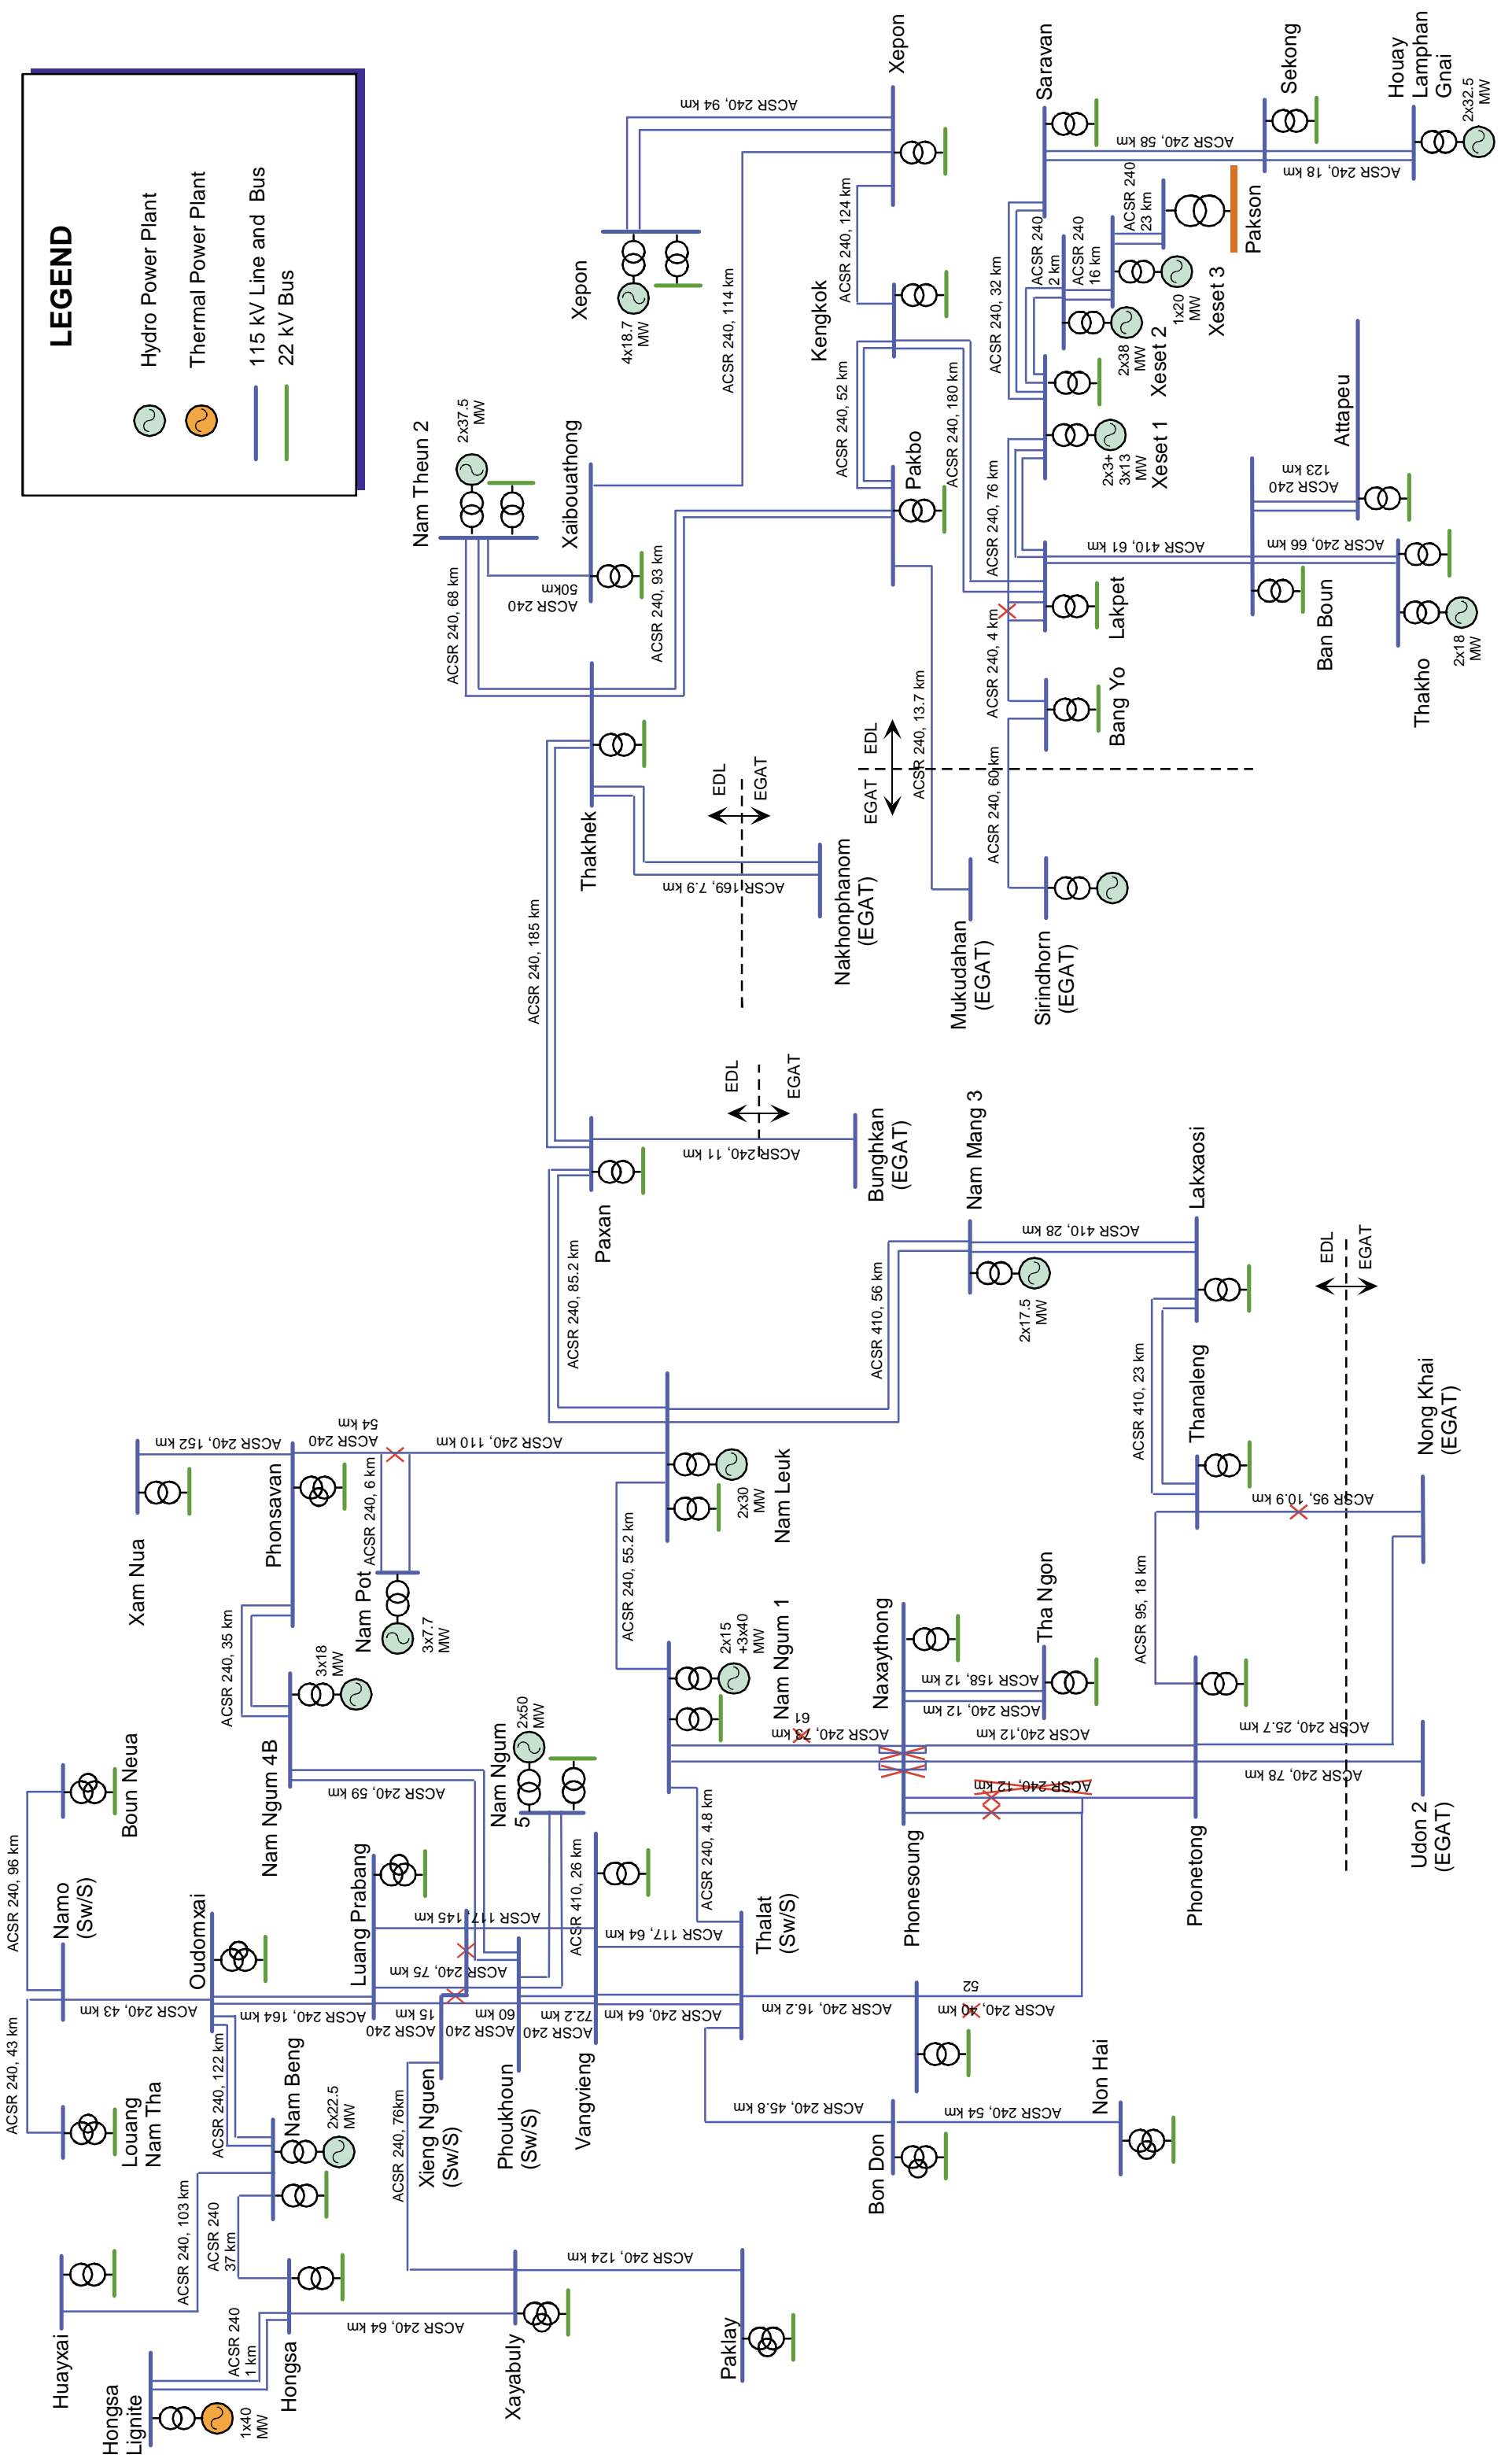 LEGEND
Hydro Power Plant
Thermal Power Plant
115 kV Line and Bus
22 kV Bus
Hongsa
Lignite
1x40
MW
ACSR 240
1 km
Hongsa
Huayxai
ACSR 240, 103 km
ACSR 240
37 km
ACSR 240, 64 km
Xayabuly
ACSR 240, 124 km
Paklay
ACSR 240, 43 km
Louang
Nam Tha
Namo
(Sw/S)
ACSR 240, 96 km
Boun Neua
ACSR 240, 43 km
Oudomxai
ACSR 240, 122 km
Nam Beng
2x22.5
MW
ACSR 240, 164 km
Luang Prabang
ACSR 240, 76km
Xieng Nguen
(Sw/S)
ACSR 240
15 km
ACSR 240
60 km
ACSR 240
72.2 km
ACSR 240, 75 km
ACSR 117, 145 km
Phoukhoun
(Sw/S)
Vangvieng
ACSR 410, 26 km
Nam Ngum
5
2x50
MW
Nam Ngum 4B
ACSR 240, 59 km
3x18
MW
ACSR 240, 35 km
Phonsavan
Xam Nua
ACSR 240, 152 km
ACSR 240
54 km
ACSR 240, 6 km
Nam Pot
3x7.7
MW
ACSR 240, 110 km
ACSR 240, 64 km
ACSR 117, 64 km
Thalat
(Sw/S)
ACSR 240, 4.8 km
ACSR 240, 16.2 km
ACSR 240, 45.8 km
Bon Don
ACSR 240, 54 km
Non Hai
ACSR 240, 40 km
52
Phonesoung
Nam Ngum 1
2x15
+3x40
MW
ACSR 240, 55.2 km
Nam Leuk
2x30
MW
ACSR 240, km
61
Naxaythong
ACSR 158, 12 km
ACSR 240, 12 km
Tha Ngon
ACSR 240,12 km
ACSR 240, 12 km
Phonetong
ACSR 240, 25.7 km
ACSR 240, 78 km
Udon 2
(EGAT)
ACSR 95, 18 km
Thanaleng
ACSR 95, 10.9 km
Nong Khai
(EGAT)
ACSR 410, 23 km
Lakxaosi
EDL
EGAT
ACSR 410, 28 km
Nam Mang 3
2x17.5
MW
ACSR 410, 56 km
ACSR 240, 85.2 km
Paxan
ACSR 240, 11 km
EDL
EGAT
Bunghkan
(EGAT)
ACSR 240, 185 km
Thakhek
ACSR169, 7.9 km
EDL
EGAT
Nakhonphanom
(EGAT)
ACSR 240, 68 km
Nam Theun 2
2x37.5
MW
ACSR 240
50km
Xaibouathong
ACSR 240, 93 km
ACSR 240, 114 km
Xepon
4x18.7
MW
ACSR 240, 94 km
Xepon
ACSR 240, 124 km
Kengkok
ACSR 240, 52 km
Pakbo
ACSR 240, 180 km
ACSR 240, 13.7 km
EGAT
EDL
Mukudahan
(EGAT)
Sirindhorn
(EGAT)
ACSR 240, 60 km
Bang Yo
ACSR 240, 4 km
Lakpet
ACSR 240, 76 km
Xeset 1
2x3+
3x13
MW
ACSR 240, 32 km
Saravan
ACSR 240
2 km
Xeset 2
2x38
MW
ACSR 240
16 km
Xeset 3
1x20
MW
ACSR 240
23 km
Pakson
ACSR 240, 58 km
Sekong
ACSR 240, 18 km
Houay
Lamphan
Gnai
2x32.5
MW
ACSR 410, 61 km
Ban Boun
ACSR 240
123 km
Attapeu
ACSR 240, 66 km
Thakho
2x18
MW